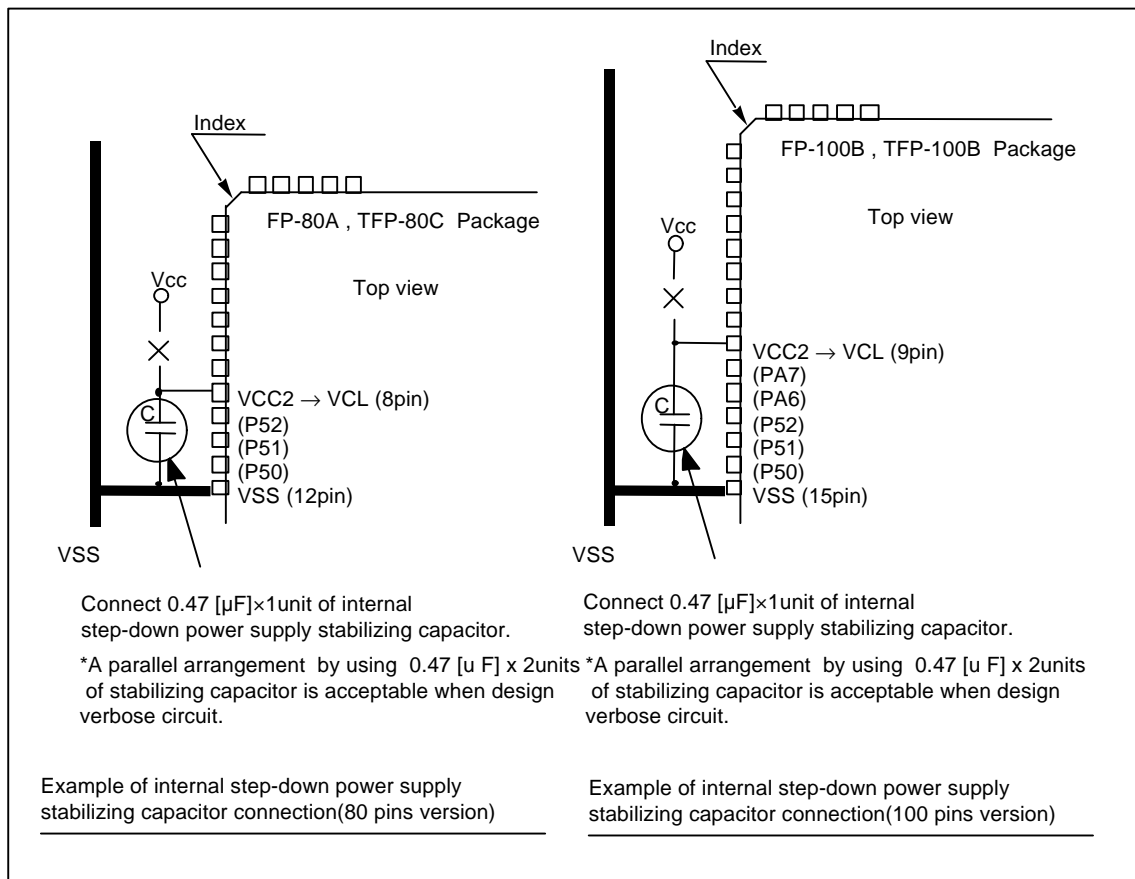 Index
FP-80A , TFP-80C Package
Top view
Vcc
C
VCC2 → VCL (8pin)
(P52)
(P51)
(P50)
VSS (12pin)
VSS
Connect 0.47 [µF]×1unit of internal
step-down power supply stabilizing capacitor.
*A parallel arrangement by using 0.47 [u F] x 2units
of stabilizing capacitor is acceptable when design
verbose circuit.
Example of internal step-down power supply
stabilizing capacitor connection(80 pins version)
Index
FP-100B , TFP-100B Package
Top view
Vcc
C
VCC2 → VCL (9pin)
(PA7)
(PA6)
(P52)
(P51)
(P50)
VSS (15pin)
VSS
Connect 0.47 [µF]×1unit of internal
step-down power supply stabilizing capacitor.
*A parallel arrangement by using 0.47 [u F] x 2units
of stabilizing capacitor is acceptable when design
verbose circuit.
Example of internal step-down power supply
stabilizing capacitor connection(100 pins version)